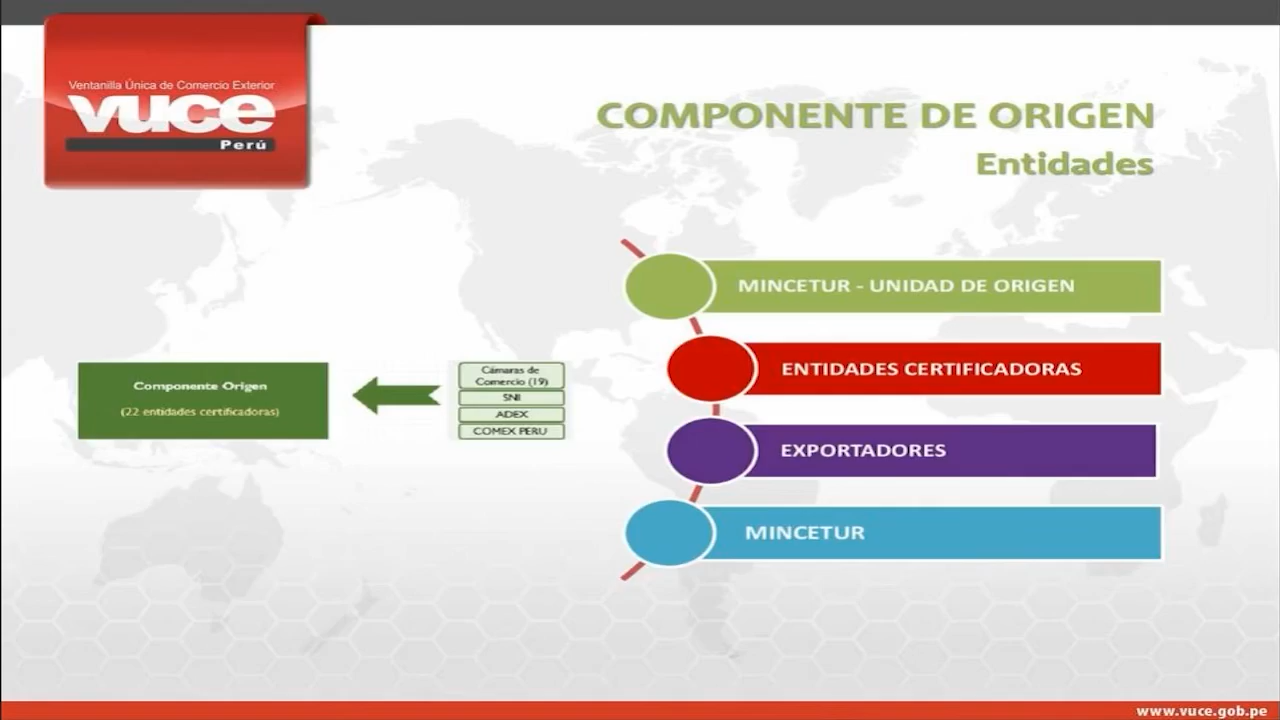 Ventanilla Única de Comercio Exterior
vuce
Perú
COMPONENTE DE ORIGEN
Entidades
MINCETUR - UNIDAD DE ORIGEN
ENTIDADES CERTIFICADORAS
EXPORTADORES
MINCETUR
Componente Origen
(22 entidades certificadoras)
Cámaras de
Comercio (19)
SNI
ADEX
COMEX PERU
www.vuce.gob.pe